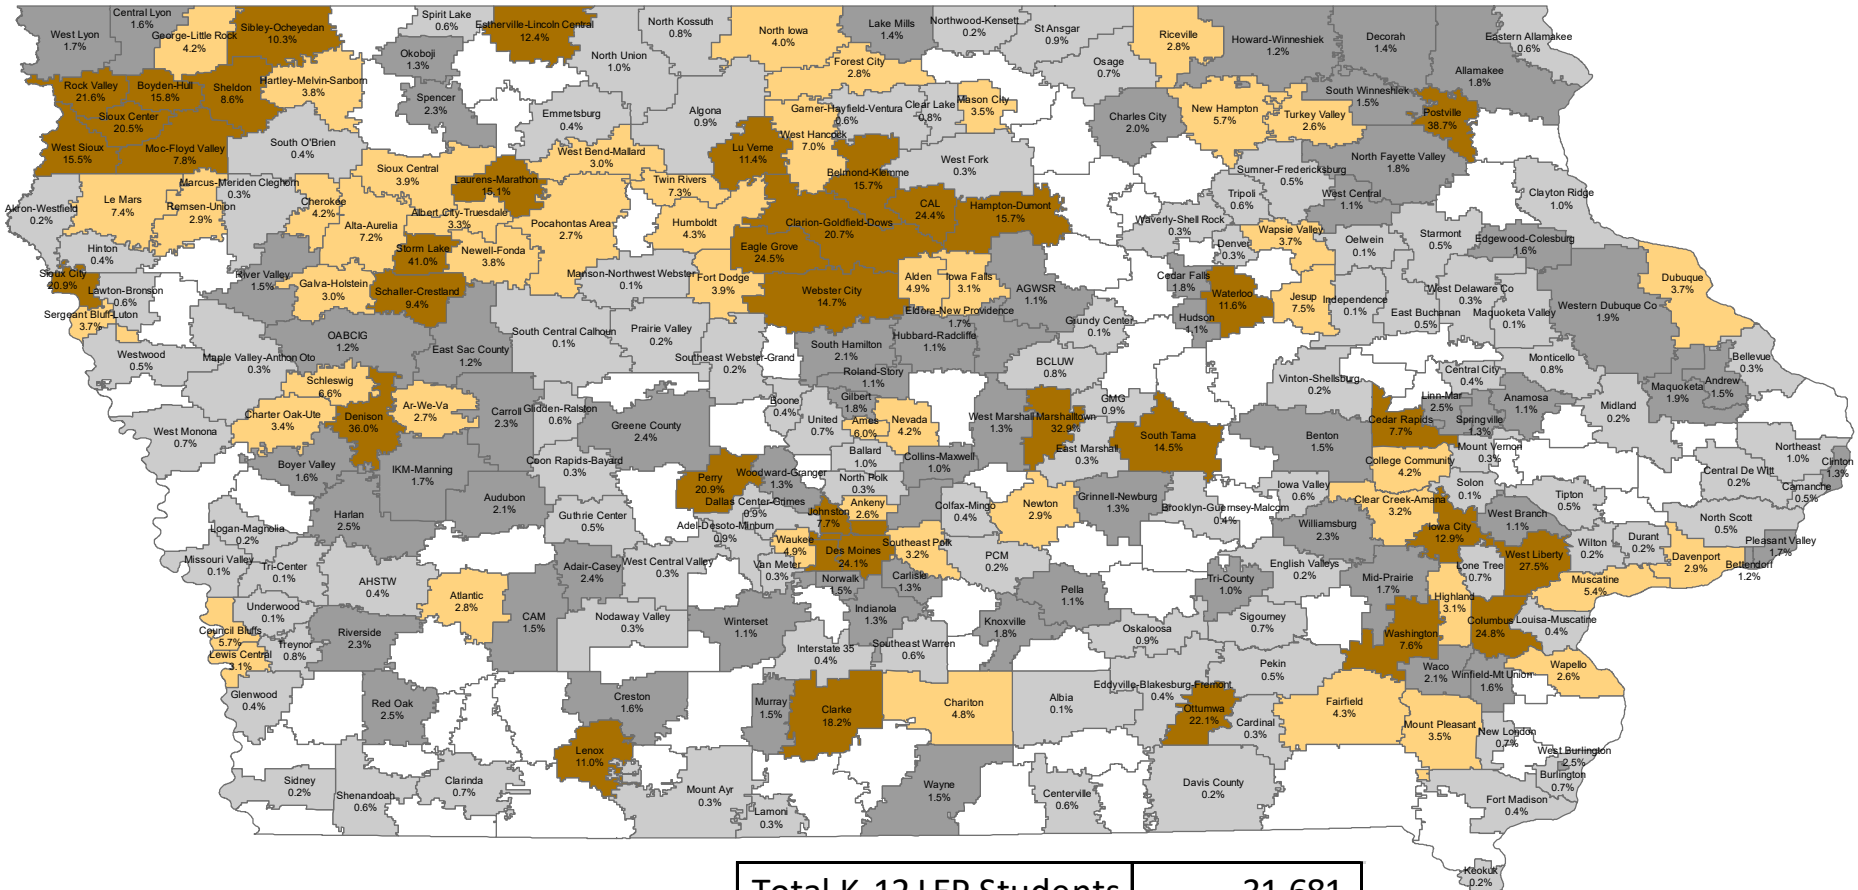 Central Lyon
1.6%
West Lyon
1.7%
George-Little Rock
4.2%
Sibley-Ocheyedan
10.3%
Spirit Lake
0.6%
Okoboji
1.3%
Estherville-Lincoln Central
12.4%
North Union
1.0%
North Kossuth
0.8%
North Iowa
4.0%
Lake Mills
1.4%
Northwood-Kensett
0.2%
St Ansgar
0.9%
Riceville
2.8%
Howard-Winneshiek
1.2%
Decorah
1.4%
Eastern Allamakee
0.6%
Allamakee
1.8%
Osage
0.7%
Forest City
2.8%
Rock Valley
21.6%
Boyden-Hull
15.8%
Sheldon
8.6%
Hartley-Melvin-Sanborn
3.8%
Spencer
2.3%
Emmetsburg
0.4%
Algona
0.9%
Garner-Hayfield-Ventura
0.6%
Clear Lake
0.8%
Mason City
3.5%
Charles City
2.0%
New Hampton
5.7%
Turkey Valley
2.6%
South Winneshiek
1.5%
Postville
38.7%
Sioux Center
20.5%
West Sioux
15.5%
Moc-Floyd Valley
7.8%
South O'Brien
0.4%
Sioux Central
3.9%
West Bend-Mallard
3.0%
Lu Verne
11.4%
West Hancock
7.0%
Belmond-Klemme
15.7%
West Fork
0.3%
North Fayette Valley
1.8%
Sumner-Fredericksburg
0.5%
West Central
1.1%
Tripoli
0.6%
Clayton Ridge
1.0%
Akron-Westfield
0.2%
Le Mars
7.4%
Remsen-Union
2.9%
Marcus-Meriden Cleghorn
0.3%
Cherokee
4.2%
Laurens-Marathon
15.1%
Twin Rivers
7.3%
CAL
24.4%
Hampton-Dumont
15.7%
Alta-Aurelia
7.2%
Albert City-Truesdale
3.3%
Pocahontas Area
2.7%
Humboldt
4.3%
Clarion-Goldfield-Dows
20.7%
Waverly-Shell Rock
0.3%
Denver
0.3%
Wapsie Valley
3.7%
Oelwein
0.1%
Starmont
0.5%
Edgewood-Colesburg
1.6%
Hinton
0.4%
Storm Lake
41.0%
Newell-Fonda
3.8%
Eagle Grove
24.5%
Sioux City
20.9%
Lawton-Bronson
0.6%
River Valley
1.5%
Galva-Holstein
3.0%
Schaller-Crestland
9.4%
Manson-Northwest Webster
0.1%
Fort Dodge
3.9%
Webster City
14.7%
Alden
4.9%
Iowa Falls
3.1%
AGWSR
1.1%
Cedar Falls
1.8%
Waterloo
11.6%
Jesup
7.5%
Independence
0.1%
West Delaware Co
0.3%
Dubuque
3.7%
Sergeant Bluff-Luton
3.7%
Eldora-New Providence
1.7%
Grundy Center
0.1%
Hudson
1.1%
East Buchanan
0.5%
Maquoketa Valley
0.1%
Western Dubuque Co
1.9%
Westwood
0.5%
Maple Valley-Anthon Oto
0.3%
OABCIG
1.2%
East Sac County
1.2%
South Central Calhoun
0.1%
Prairie Valley
0.2%
Southeast Webster-Grand
0.2%
South Hamilton
2.1%
Hubbard-Radcliffe
1.1%
BCLUW
0.8%
Roland-Story
1.1%
Monticello
0.8%
Bellevue
0.3%
Schleswig
6.6%
Charter Oak-Ute
3.4%
Denison
36.0%
Ar-We-Va
2.7%
Carroll
2.3%
Glidden-Ralston
0.6%
Greene County
2.4%
Boone
0.4%
United
0.7%
Gilbert
1.8%
Ames
6.0%
Nevada
4.2%
West Marshall
1.3%
Marshalltown
32.9%
GMG
0.9%
Vinton-Shellsburg
0.2%
Central City
0.4%
Linn-Mar
2.5%
Anamosa
1.1%
Maquoketa
1.9%
Andrew
1.5%
Midland
0.2%
West Monona
0.7%
Boyer Valley
1.6%
IKM-Manning
1.7%
Coon Rapids-Bayard
0.3%
Perry
20.9%
Woodward-Granger
1.3%
Ballard
1.0%
Collins-Maxwell
1.0%
East Marshall
0.3%
South Tama
14.5%
Benton
1.5%
Cedar Rapids
7.7%
Springville
1.3%
Mount Vernon
0.3%
College Community
4.2%
Northeast
1.0%
Clinton
1.3%
Central De Witt
0.2%
Camanche
0.5%
Audubon
2.1%
Harlan
2.5%
Guthrie Center
0.5%
Dallas Center-Grimes
0.9%
North Polk
0.3%
Ankeny
2.6%
Johnston
7.7%
Colfax-Mingo
0.4%
Newton
2.9%
Grinnell-Newburg
1.3%
Brooklyn-Guernsey-Malcom
0.4%
Iowa Valley
0.6%
Clear Creek-Amana
3.2%
Solon
0.1%
Tipton
0.5%
West Branch
1.1%
North Scott
0.5%
Pleasant Valley
1.7%
Logan-Magnolia
0.2%
Missouri Valley
0.1%
Tri-Center
0.1%
AHSTW
0.4%
Adair-Casey
2.4%
West Central Valley
0.3%
Adel-Desoto-Minburn
0.9%
Waukee
4.9%
Van Meter
0.3%
Des Moines
24.1%
Southeast Polk
3.2%
PCM
0.2%
Williamsburg
2.3%
Iowa City
12.9%
West Liberty
27.5%
Wilton
0.2%
Durant
0.2%
Davenport
2.9%
Bettendorf
1.2%
Lone Tree
0.7%
Muscatine
5.4%
English Valleys
0.2%
Mid-Prairie
1.7%
Tri-County
1.0%
Highland
3.1%
Atlantic
2.8%
CAM
1.5%
Underwood
0.1%
Council Bluffs
5.7%
Treynor
0.8%
Lewis Central
3.1%
Riverside
2.3%
Nodaway Valley
0.3%
Winterset
1.1%
Norwalk
1.5%
Carlisle
1.3%
Indianola
1.3%
Knoxville
1.8%
Pella
1.1%
Oskaloosa
0.9%
Sigourney
0.7%
Washington
7.6%
Columbus
24.8%
Louisa-Muscatine
0.4%
Interstate 35
0.4%
Southeast Warren
0.6%
Pekin
0.5%
Waco
2.1%
Winfield-Mt Union
1.6%
Wapello
2.6%
Glenwood
0.4%
Red Oak
2.5%
Creston
1.6%
Murray
1.5%
Clarke
18.2%
Chariton
4.8%
Albia
0.1%
Eddyville-Blakesburg-Fremont
0.4%
Ottumwa
22.1%
Cardinal
0.3%
Fairfield
4.3%
Mount Pleasant
3.5%
New London
0.7%
West Burlington
2.5%
Burlington
0.7%
Lenox
11.0%
Sidney
0.2%
Shenandoah
0.6%
Clarinda
0.7%
Mount Ayr
0.3%
Lamoni
0.3%
Wayne
1.5%
Centerville
0.6%
Davis County
0.2%
Fort Madison
0.4%
Keokuk
0.2%
Total K-12 LEP Students 31,681